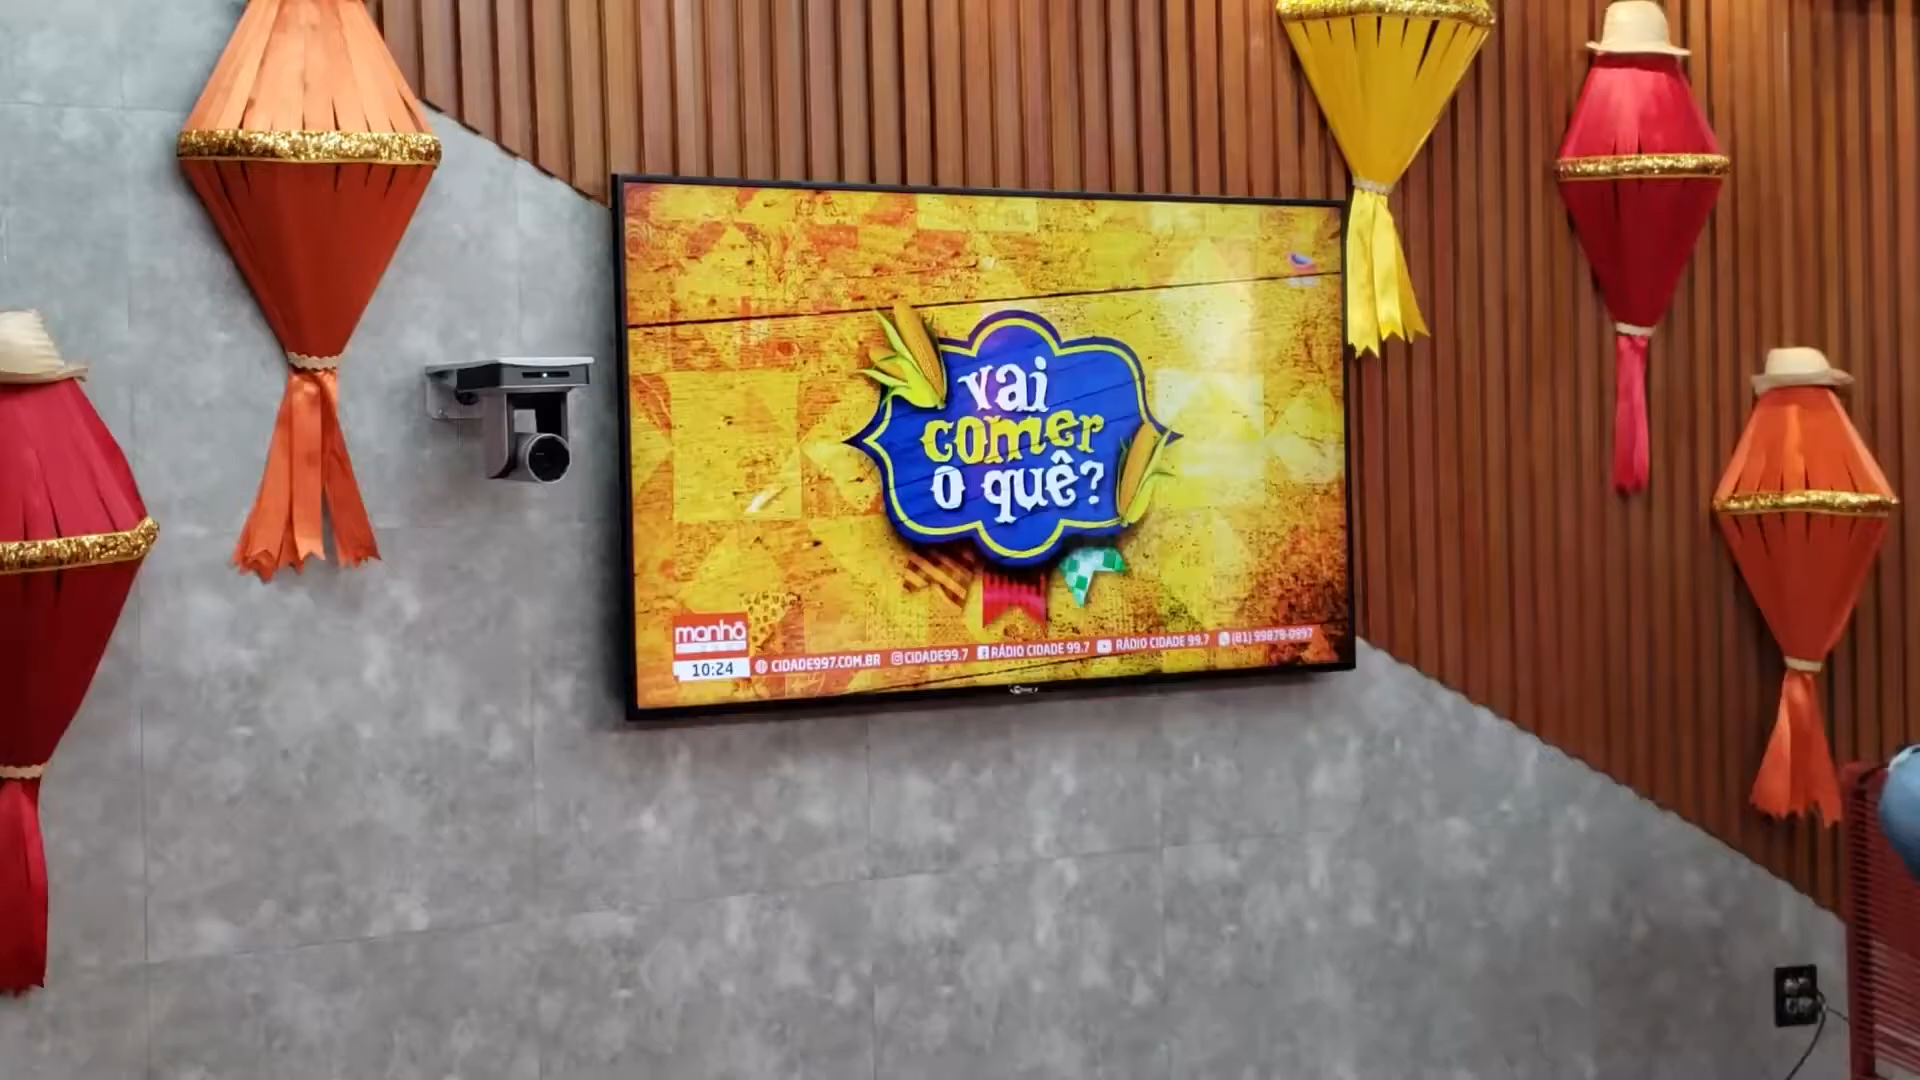 vai
comer
o quê?
manhã
10:24
CIDADE997.COM.BR CIDADE99.7 RÁDIO CIDADE 99.7 RÁDIO CIDADE 99.7 (81) 99878-0997